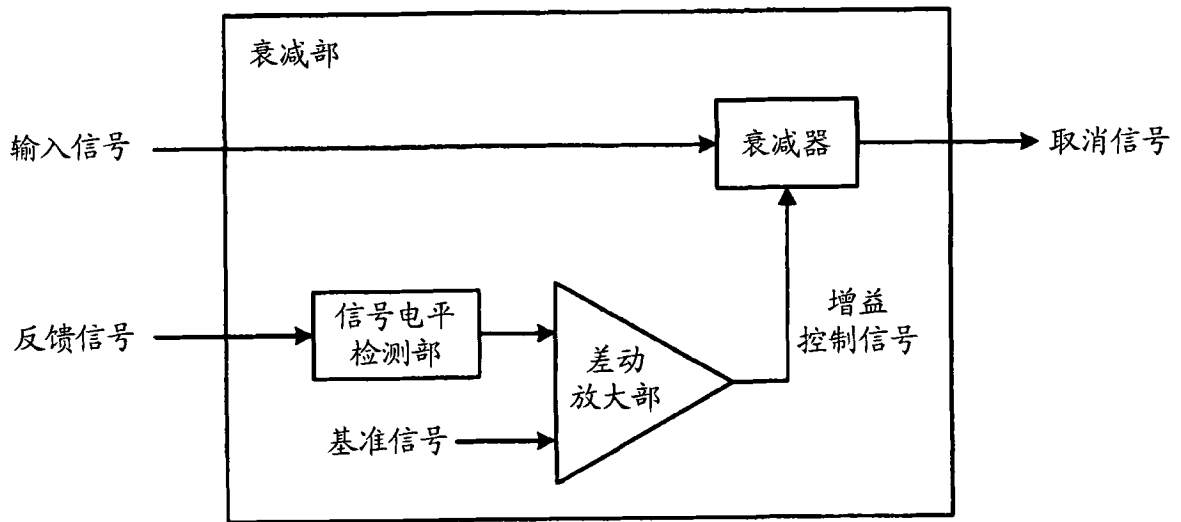 衰减部
输入信号
衰减器
取消信号
增益
控制信号
反馈信号
信号电平
检测部
差动
放大部
基准信号